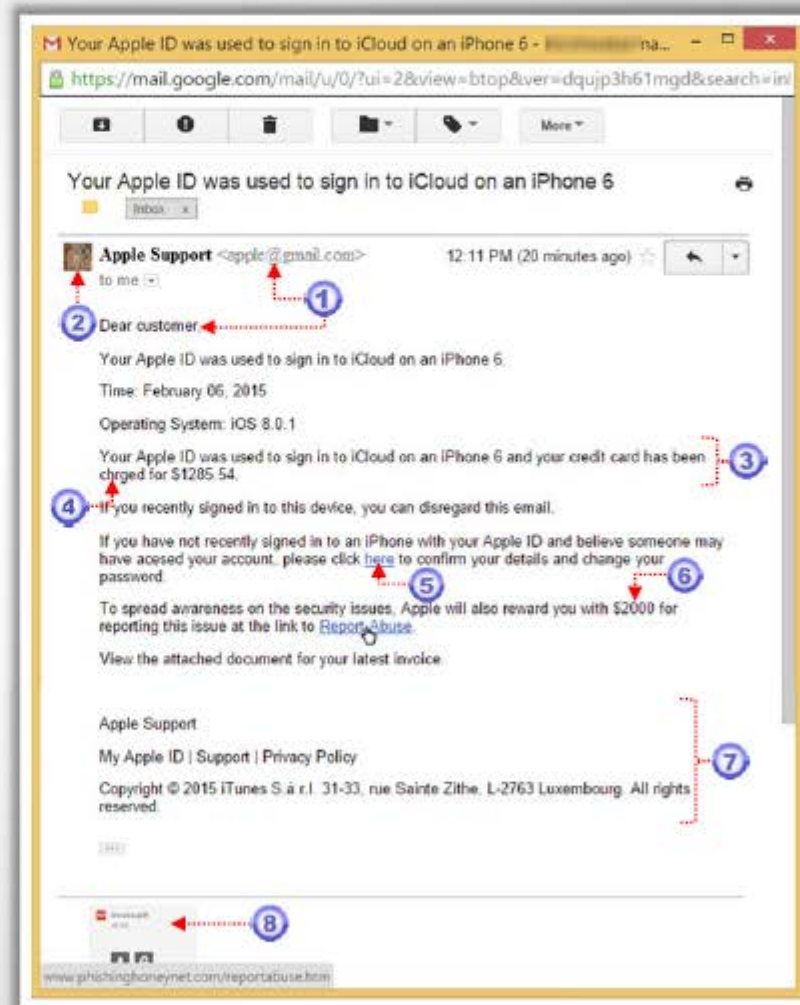 Your Apple ID was used to sign in to iCloud on an iPhone 6 - na...
https://mail.google.com/mail/u/0/?ui=2&view=btop&ver=dqujp3h61mgd&search=in
More
Your Apple ID was used to sign in to iCloud on an iPhone 6
Inbox x
Apple Support <apple@gmail.com> 12:11 PM (20 minutes ago)
to me
1
2
Dear customer,
Your Apple ID was used to sign in to iCloud on an iPhone 6.
Time: February 06, 2015
Operating System: iOS 8.0.1
Your Apple ID was used to sign in to iCloud on an iPhone 6 and your credit card has been
chrged for $1285.54.
3
4
If you recently signed in to this device, you can disregard this email.
If you have not recently signed in to an iPhone with your Apple ID and believe someone may
have acesed your account, please click here to confirm your details and change your
password.
5
6
To spread awareness on the security issues, Apple will also reward you with $2000 for
reporting this issue at the link to Report Abuse.
View the attached document for your latest invoice.
Apple Support
My Apple ID | Support | Privacy Policy
7
Copyright © 2015 iTunes S.à r.l. 31-33, rue Sainte Zithe, L-2763 Luxembourg. All rights
reserved.
8
www.phishinghoneynet.com/reportabuse.htm